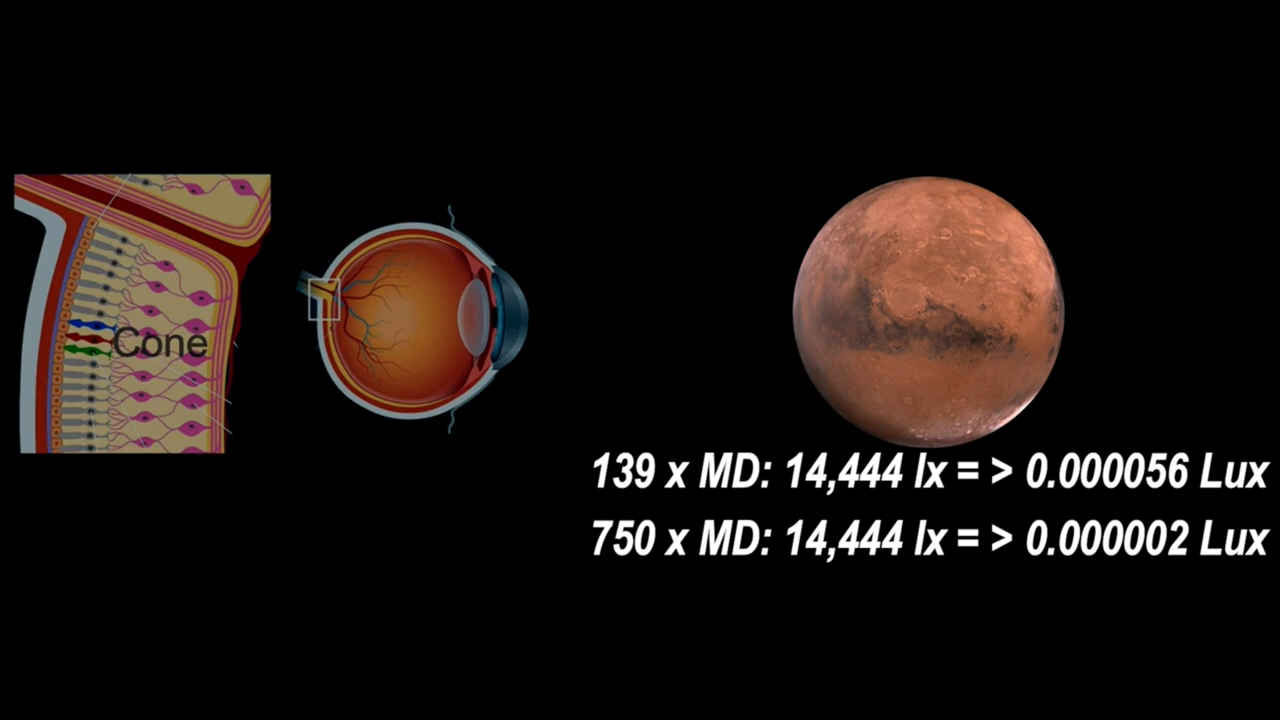 Cone
139 x MD: 14,444 lx = > 0.000056 Lux
750 x MD: 14,444 lx = > 0.000002 Lux